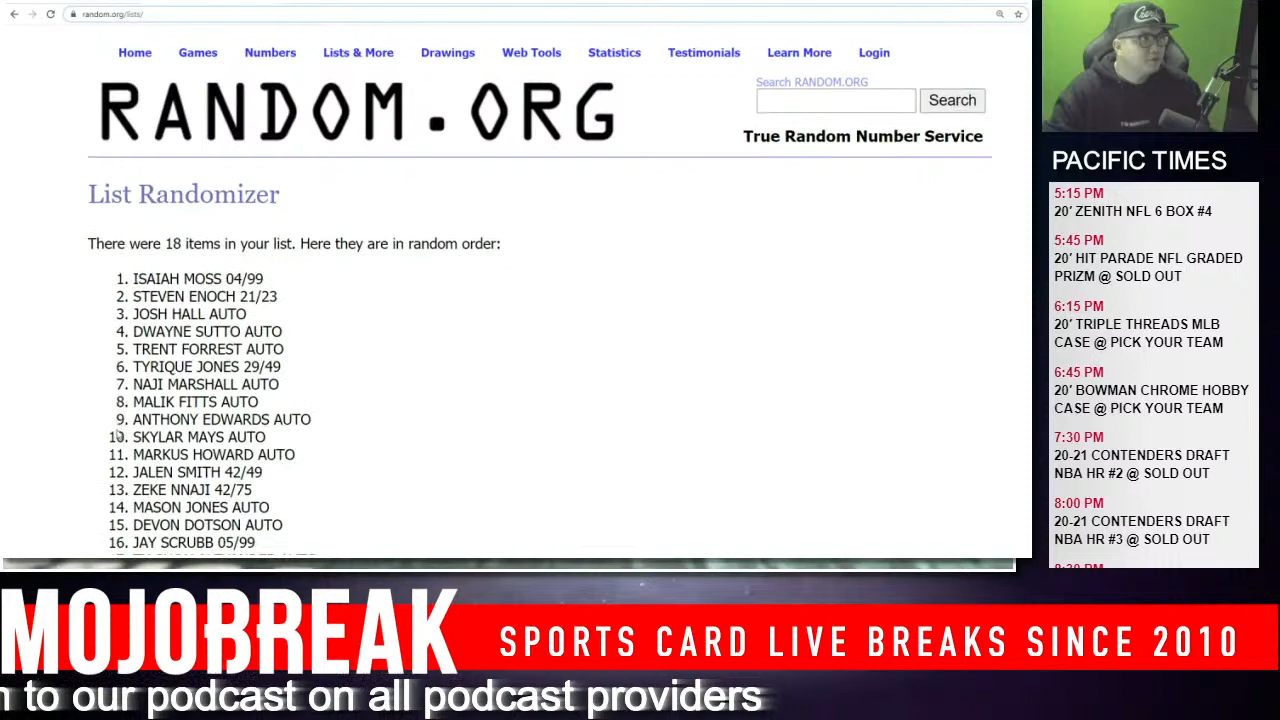 random.org/lists/
Home Games Numbers Lists & More Drawings Web Tools Statistics Testimonials Learn More Login
RANDOM.ORG
Search RANDOM.ORG
Search
True Random Number Service
List Randomizer
There were 18 items in your list. Here they are in random order:
1. ISAIAH MOSS 04/99
2. STEVEN ENOCH 21/23
3. JOSH HALL AUTO
4. DWAYNE SUTTO AUTO
5. TRENT FORREST AUTO
6. TYRIQUE JONES 29/49
7. NAJI MARSHALL AUTO
8. MALIK FITTS AUTO
9. ANTHONY EDWARDS AUTO
10. SKYLAR MAYS AUTO
11. MARKUS HOWARD AUTO
12. JALEN SMITH 42/49
13. ZEKE NNAJI 42/75
14. MASON JONES AUTO
15. DEVON DOTSON AUTO
16. JAY SCRUBB 05/99
PACIFIC TIMES
5:15 PM
20' ZENITH NFL 6 BOX #4
5:45 PM
20' HIT PARADE NFL GRADED
PRIZM @ SOLD OUT
6:15 PM
20' TRIPLE THREADS MLB
CASE @ PICK YOUR TEAM
6:45 PM
20' BOWMAN CHROME HOBBY
CASE @ PICK YOUR TEAM
7:30 PM
20-21 CONTENDERS DRAFT
NBA HR #2 @ SOLD OUT
8:00 PM
20-21 CONTENDERS DRAFT
NBA HR #3 @ SOLD OUT
MOJOBREAK
SPORTS CARD LIVE BREAKS SINCE 2010
n to our podcast on all podcast providers